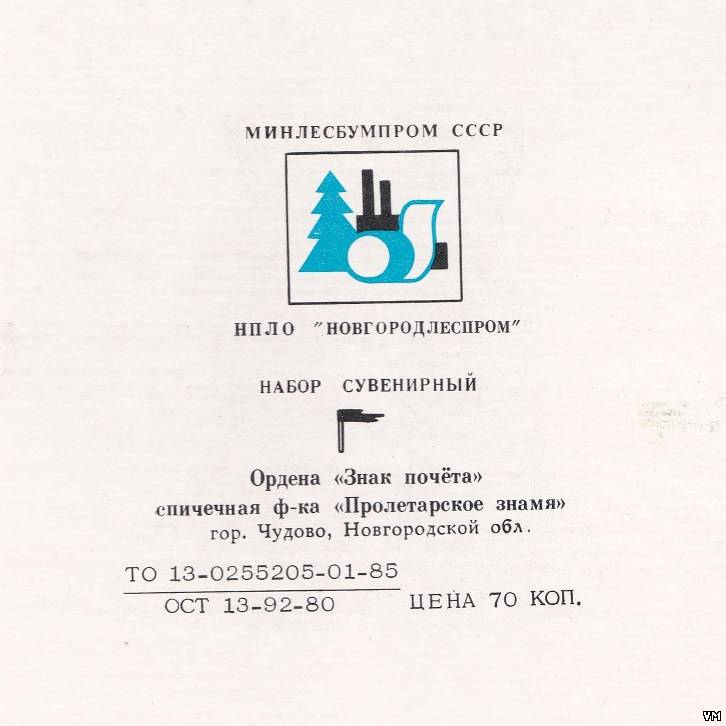 МИНЛЕСБУМПРОМ СССР
НПЛО "НОВГОРОДЛЕСПРОМ"
НАБОР СУВЕНИРНЫЙ
Ордена «Знак почёта»
спичечная ф-ка «Пролетарское знамя»
гор. Чудово, Новгородской обл.
ТО 13-0255205-01-85
ОСТ 13-92-80 ЦЕНА 70 КОП.
УМ